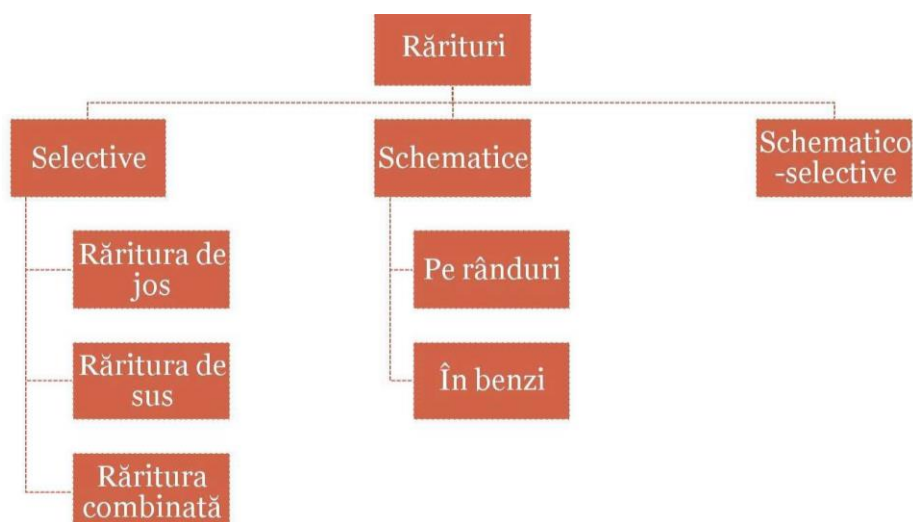 Rărituri
Selective
Schematice
Schematico
-selective
Răritura de
jos
Pe rânduri
Răritura de
sus
În benzi
Răritura
combinată